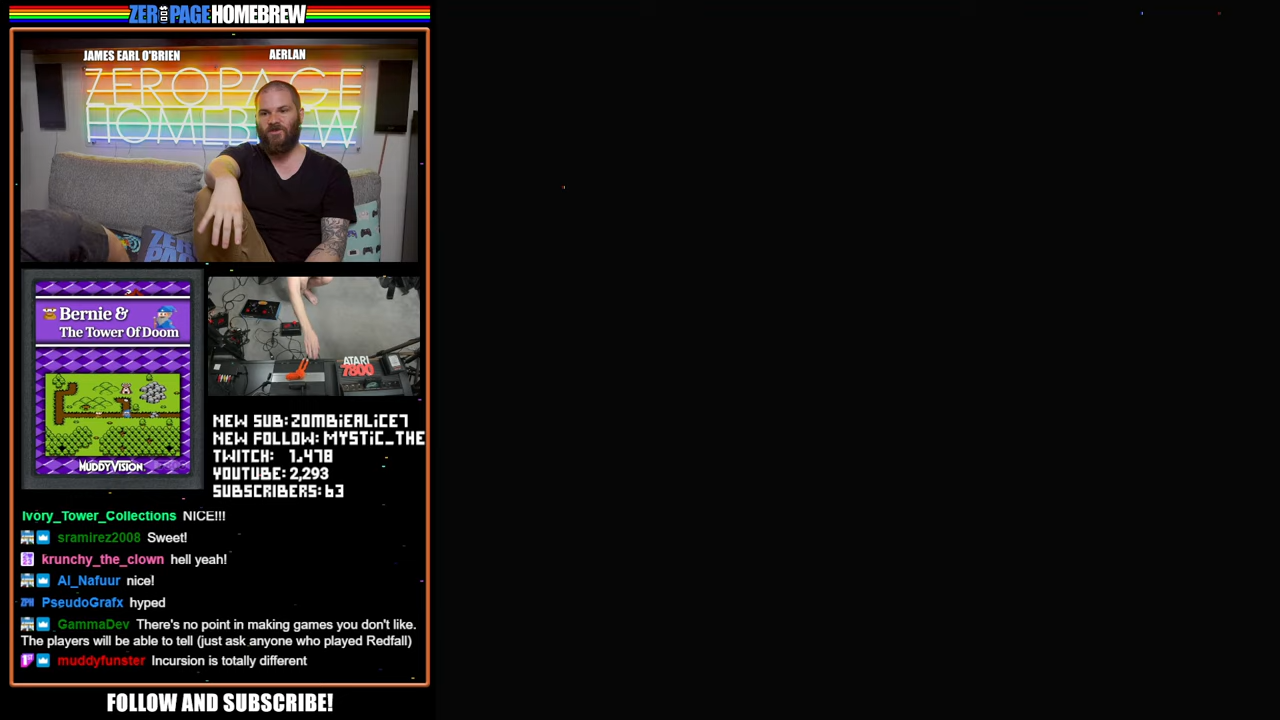 ZEROPAGE HOMEBREW
JAMES EARL O'BRIEN AERLAN
ZEROPAGE
HOMEBREW
ZERO
PAGE
Bernie &
The Tower Of Doom
MUDDYVISION
ATARI
7800
NEW SUB: ZOMBIEALICE7
NEW FOLLOW: MYSTIC_THE
TWITCH: 1,478
YOUTUBE: 2,293
SUBSCRIBERS: 63
Ivory_Tower_Collections NICE!!!
sramirez2008 Sweet!
krunchy_the_clown hell yeah!
Al_Nafuur nice!
PseudoGrafx hyped
GammaDev There's no point in making games you don't like.
The players will be able to tell (just ask anyone who played Redfall)
muddyfunster Incursion is totally different
FOLLOW AND SUBSCRIBE!